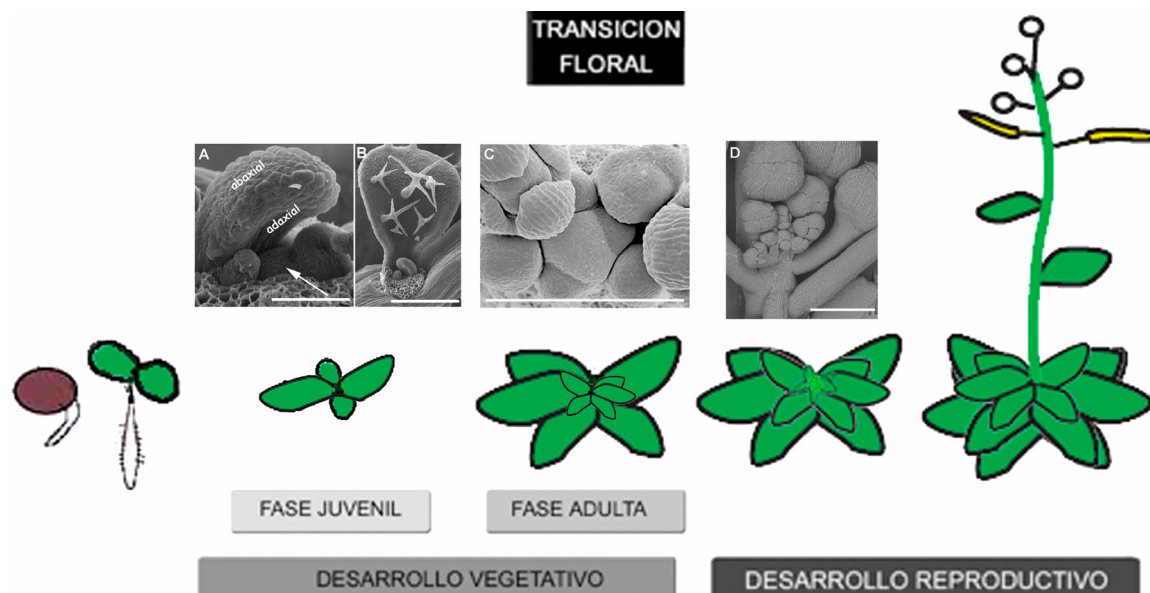 TRANSICION
FLORAL
A
abaxial
adaxial
B
C
D
FASE JUVENIL
FASE ADULTA
DESARROLLO VEGETATIVO
DESARROLLO REPRODUCTIVO